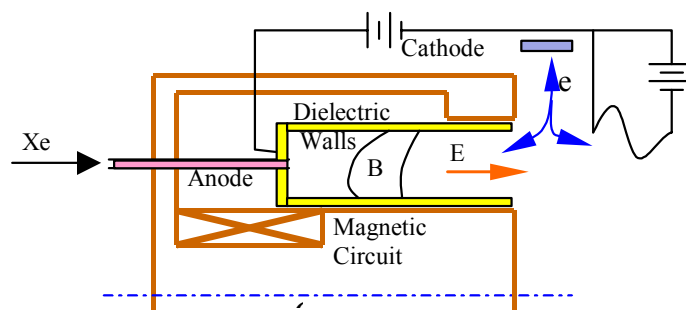 Cathode
e
Dielectric
Walls
Xe
Anode
B
E
Magnetic
Circuit